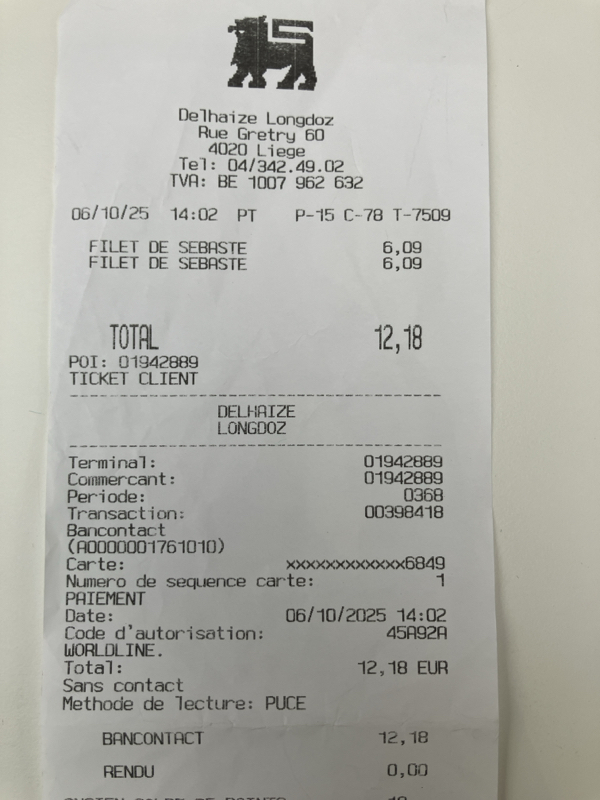 Delhaize Longdoz
Rue Gretry 60
4020 Liege
Tel: 04/342.49.02
TVA: BE 1007 962 632
06/10/25 14:02 PT P-15 C-78 T-7509
FILET DE SEBASTE 6,09
FILET DE SEBASTE 6,09
TOTAL 12,18
POI: 01942889
TICKET CLIENT
DELHAIZE
LONGDOZ
Terminal: 01942889
Commercant: 01942889
Periode: 0368
Transaction: 00398418
Bancontact
(A0000001761010)
Carte: xxxxxxxxxxxxx6849
Numero de sequence carte: 1
PAIEMENT
Date: 06/10/2025 14:02
Code d'autorisation: 45A92A
WORLDLINE.
Total: 12,18 EUR
Sans contact
Methode de lecture: PUCE
BANCONTACT 12,18
RENDU 0,00